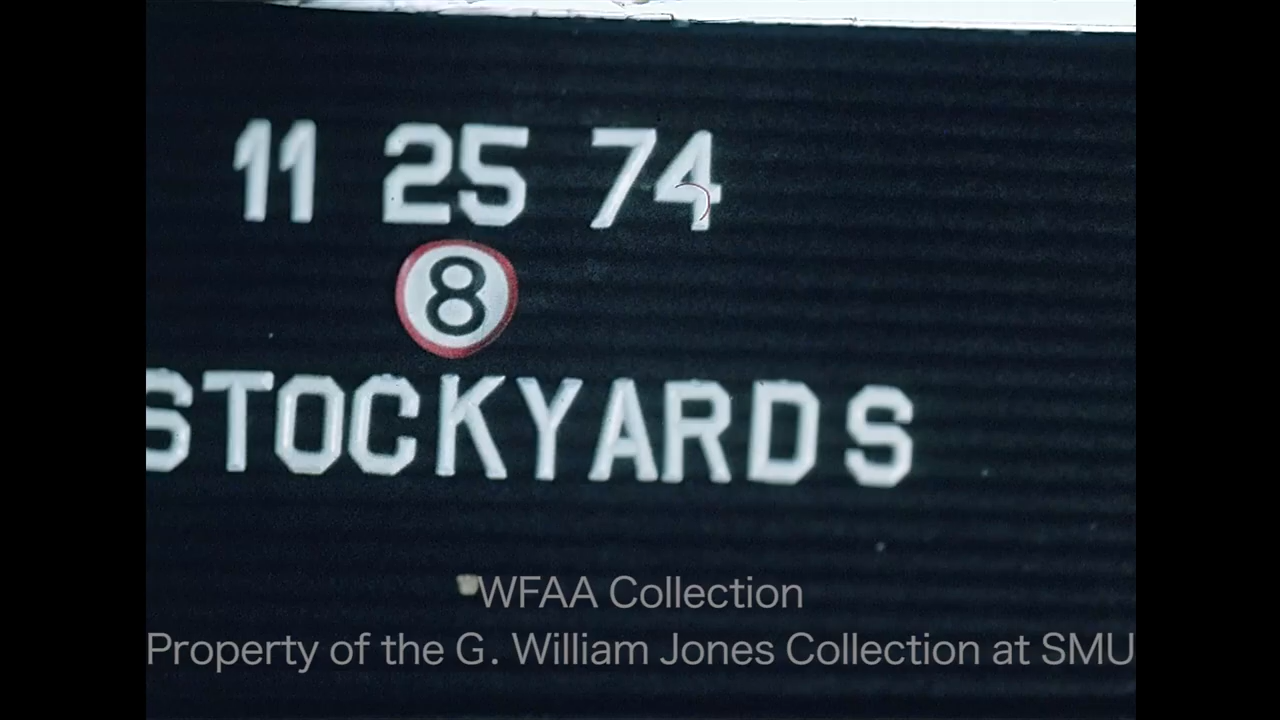 11 25 74
8
STOCKYARDS
WFAA Collection
Property of the G. William Jones Collection at SMU